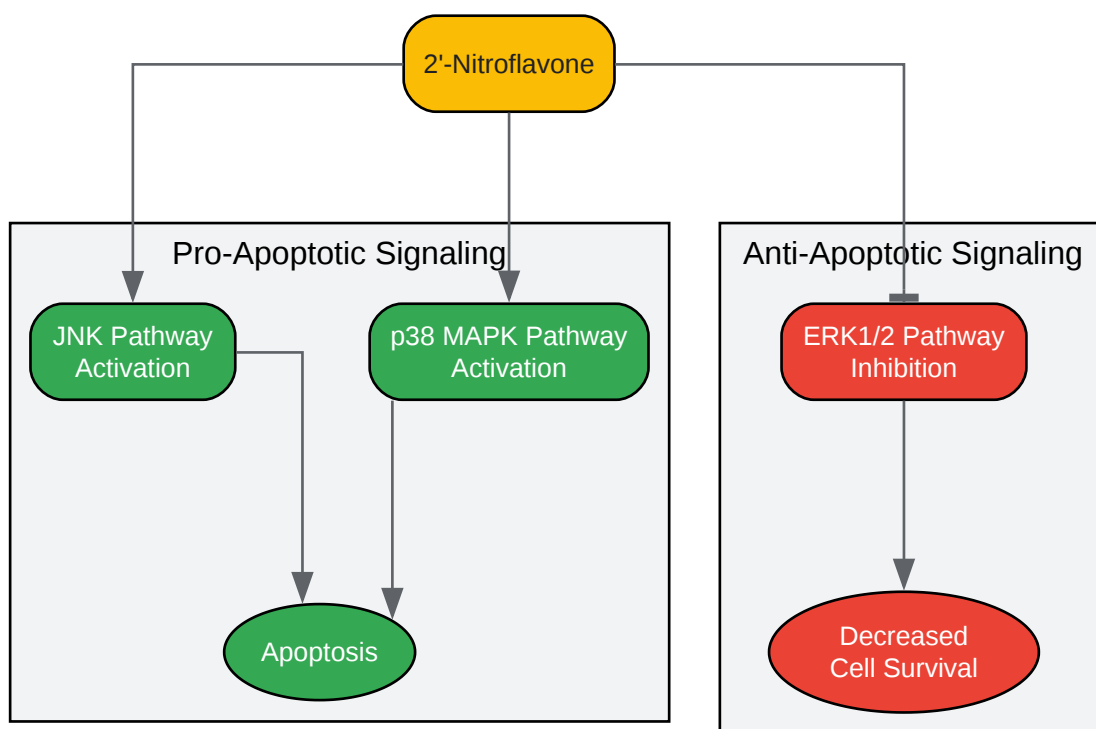 2'-Nitroflavone
Pro-Apoptotic Signaling
Anti-Apoptotic Signaling
JNK Pathway
Activation
p38 MAPK Pathway
Activation
ERK1/2 Pathway
Inhibition
Apoptosis
Decreased
Cell Survival